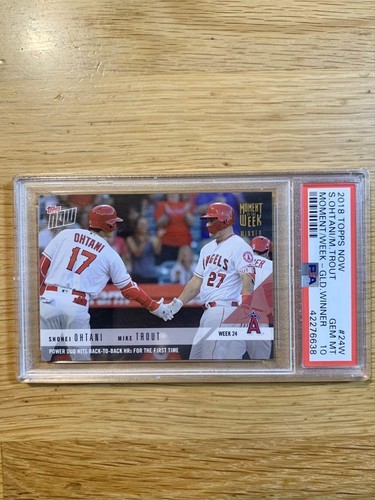 topps
NOW
MOMENT
OF THE
WEEK
WINNER
OHTANI
17
ANGELS
27
SHOHEI OHTANI MIKE TROUT WEEK 24
POWER DUO HITS BACK-TO-BACK HRs FOR THE FIRST TIME
2018 TOPPS NOW #24W
S.OHTANI/M.TROUT GEM MT
MOMENT/WEEK - GLD.WINNER 10
PSA 42276638